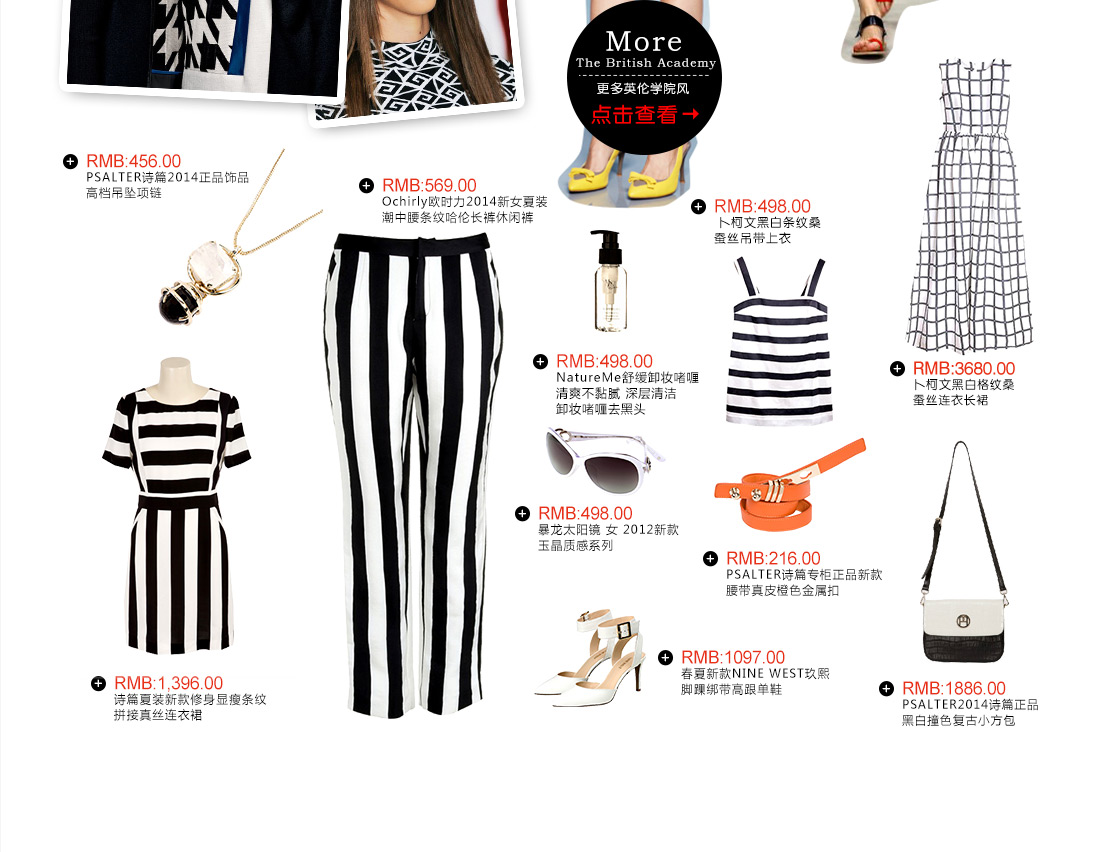 More
The British Academy
更多英伦学院风
点击查看→
RMB:456.00
PSALTER诗篇2014正品饰品
高档吊坠项链
RMB:569.00
Ochirly欧时力2014新女夏装
潮中腰条纹哈伦长裤休闲裤
RMB:498.00
卜柯文黑白条纹桑
蚕丝吊带上衣
RMB:498.00
NatureMe舒缓卸妆啫喱
清爽不黏腻 深层清洁
卸妆啫喱去黑头
RMB:3680.00
卜柯文黑白格纹桑
蚕丝连衣长裙
RMB:498.00
暴龙太阳镜 女 2012新款
玉晶质感系列
RMB:216.00
PSALTER诗篇专柜正品新款
腰带真皮橙色金属扣
RMB:1,396.00
诗篇夏装新款修身显瘦条纹
拼接真丝连衣裙
RMB:1097.00
春夏新款NINE WEST玖熙
脚踝绑带高跟单鞋
RMB:1886.00
PSALTER2014诗篇正品
黑白撞色复古小方包